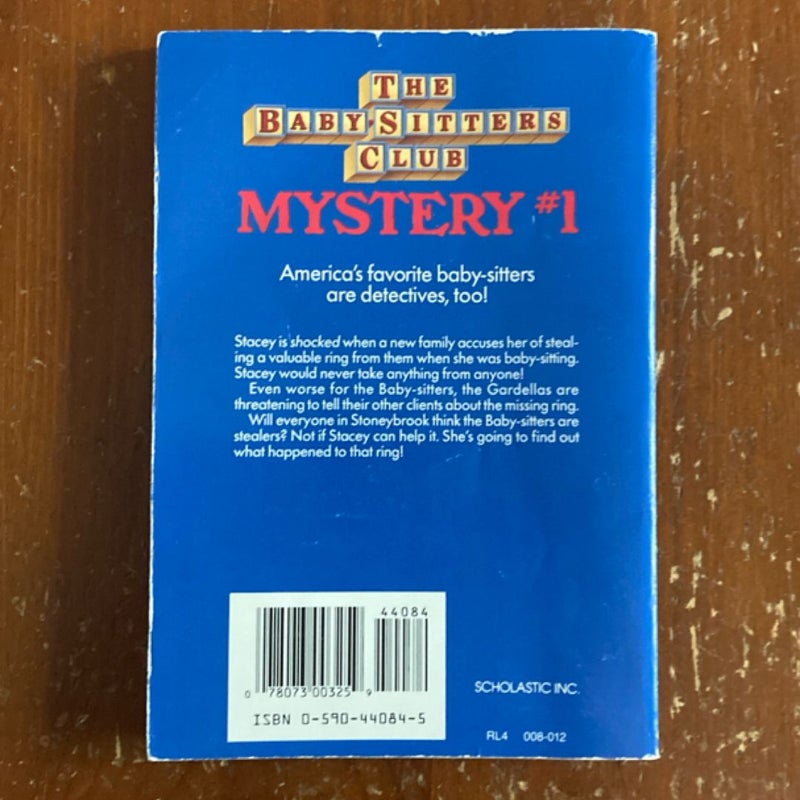 THE
BABY-SITTERS
CLUB
MYSTERY #1
America's favorite baby-sitters
are detectives, too!
Stacey is shocked when a new family accuses her of steal-
ing a valuable ring from them when she was baby-sitting.
Stacey would never take anything from anyone!
Even worse for the Baby-sitters, the Gardellas are
threatening to tell their other clients about the missing ring.
Will everyone in Stoneybrook think the Baby-sitters are
stealers? Not if Stacey can help it. She's going to find out
what happened to that ring!
44084
0 78073 00325 9
ISBN 0-590-44084-5
SCHOLASTIC INC.
RL4 008-012